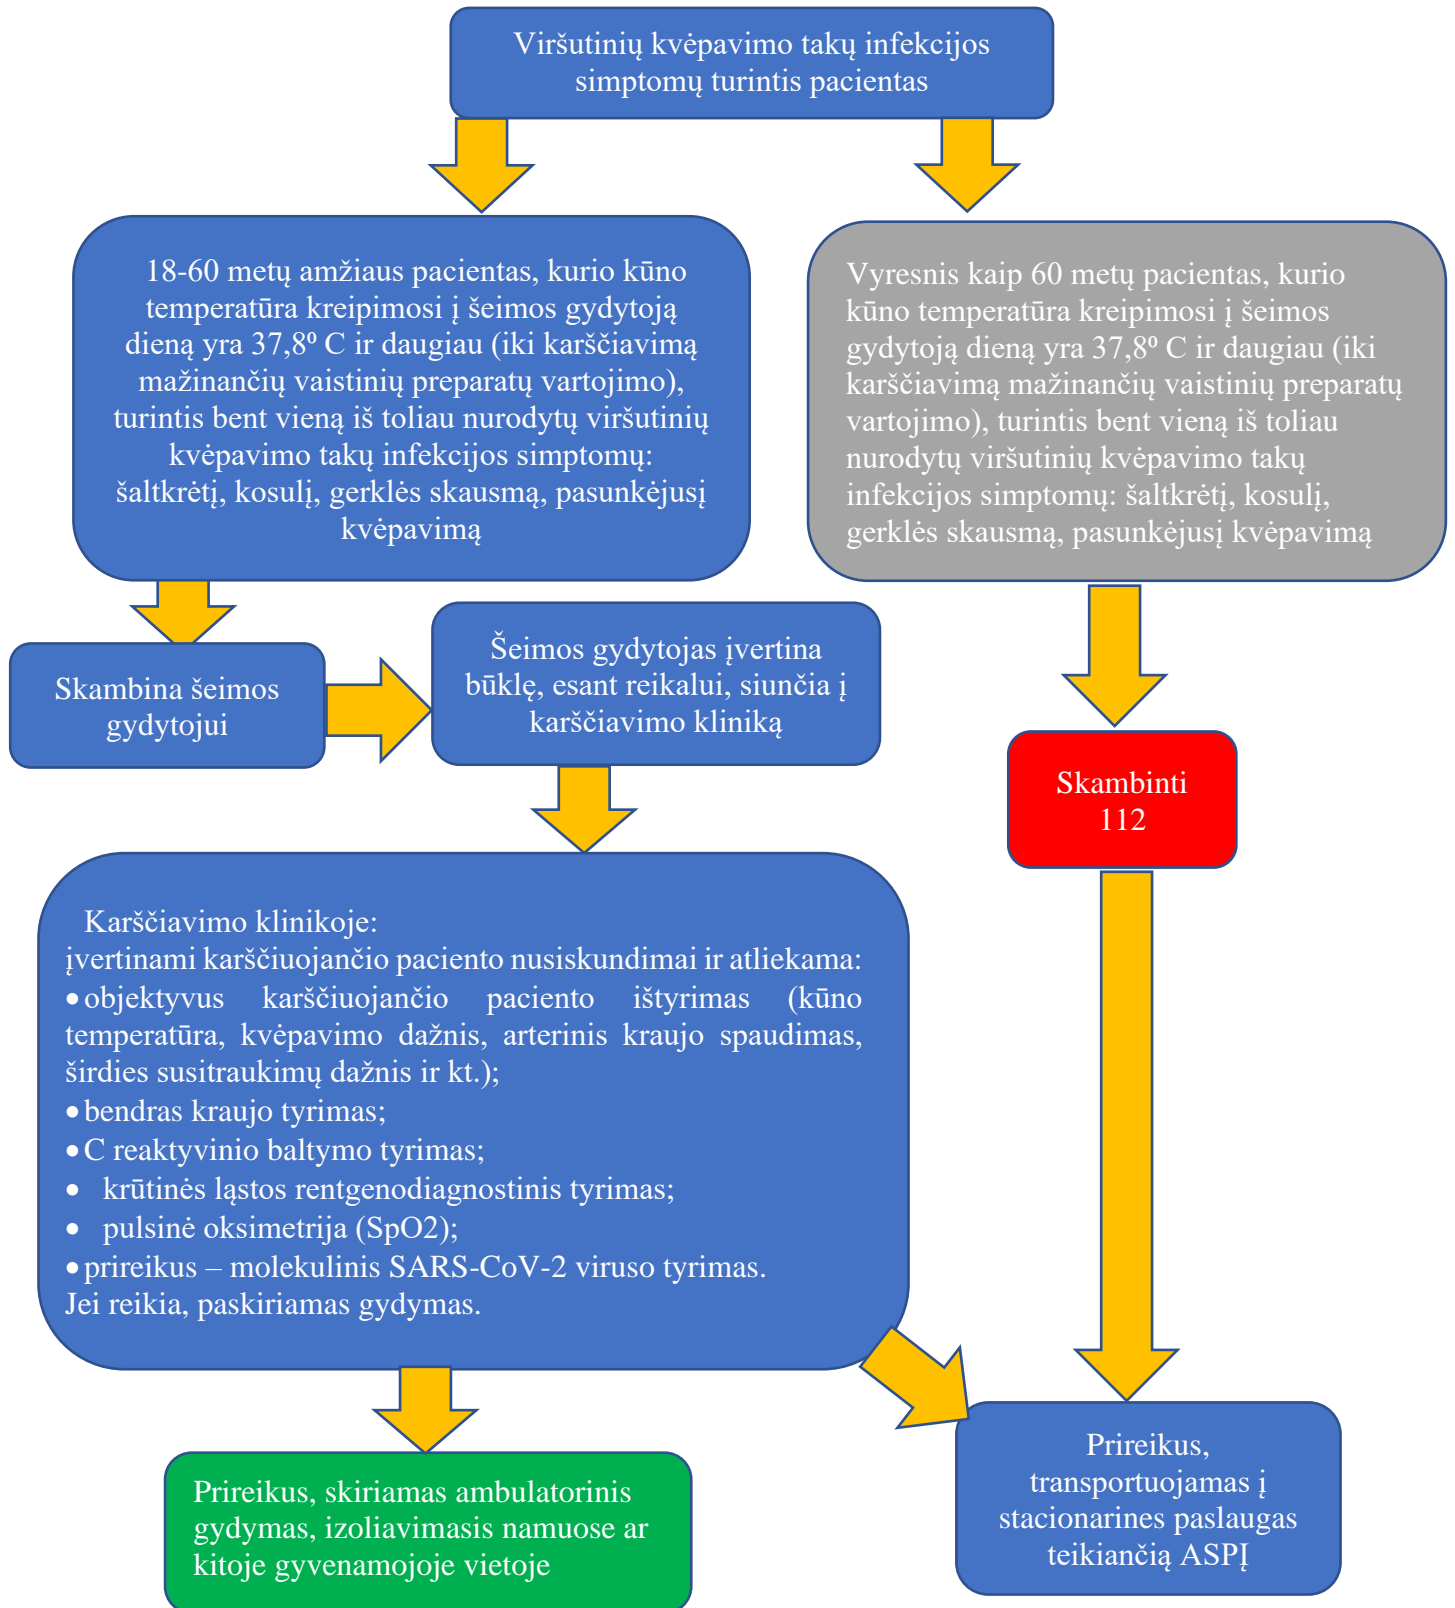 Viršutinių kvėpavimo takų infekcijos
simptomų turintis pacientas
18-60 metų amžiaus pacientas, kurio kūno
temperatūra kreipimosi į šeimos gydytoją
dieną yra 37,8⁰ C ir daugiau (iki karščiavimą
mažinančių vaistinių preparatų vartojimo),
turintis bent vieną iš toliau nurodytų viršutinių
kvėpavimo takų infekcijos simptomų:
šaltkrėtį, kosulį, gerklės skausmą, pasunkėjusį
kvėpavimą
Vyresnis kaip 60 metų pacientas, kurio
kūno temperatūra kreipimosi į šeimos
gydytoją dieną yra 37,8⁰ C ir daugiau (iki
karščiavimą mažinančių vaistinių preparatų
vartojimo), turintis bent vieną iš toliau
nurodytų viršutinių kvėpavimo takų
infekcijos simptomų: šaltkrėtį, kosulį,
gerklės skausmą, pasunkėjusį kvėpavimą
Skambina šeimos
gydytojui
Šeimos gydytojas įvertina
būklę, esant reikalui, siunčia į
karščiavimo kliniką
Skambinti
112
Karščiavimo klinikoje:
įvertinami karščiuojančio paciento nusiskundimai ir atliekama:
• objektyvus karščiuojančio paciento ištyrimas (kūno
temperatūra, kvėpavimo dažnis, arterinis kraujo spaudimas,
širdies susitraukimų dažnis ir kt.);
• bendras kraujo tyrimas;
• C reaktyvinio baltymo tyrimas;
• krūtinės ląstos rentgenodiagnostinis tyrimas;
• pulsinė oksimetrija (SpO2);
• prireikus – molekulinis SARS-CoV-2 viruso tyrimas.
Jei reikia, paskiriamas gydymas.
Prireikus, skiriamas ambulatorinis
gydymas, izoliavimasis namuose ar
kitoje gyvenamojoje vietoje
Prireikus,
transportuojamas į
stacionarines paslaugas
teikiančią ASPĮ